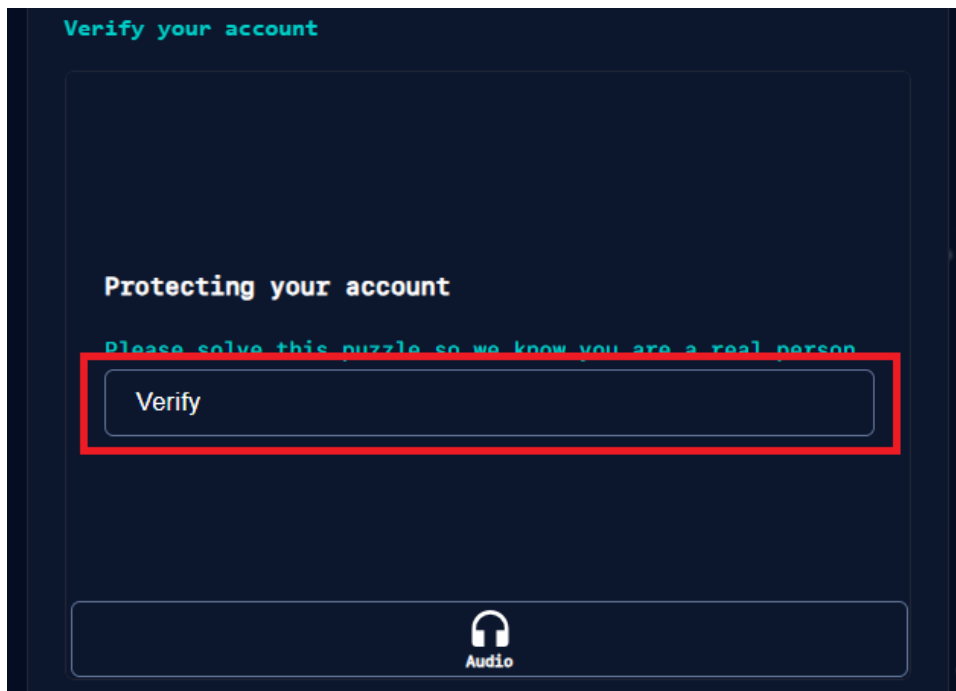 Verify your account
Protecting your account
Please solve this puzzle so we know you are a real person
Verify
Audio